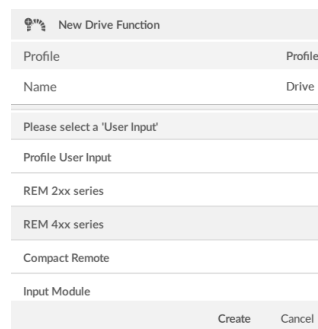 New Drive Function
Profile Profile
Name Drive
Please select a 'User Input'
Profile User Input
REM 2xx series
REM 4xx series
Compact Remote
Input Module
Create Cancel